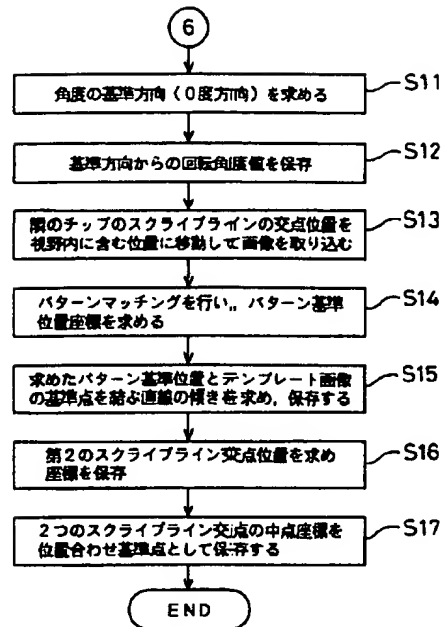 6
角度の基準方向(0度方向)を求める
S11
基準方向からの回転角度値を保存
S12
隣のチップのスクライブラインの交点位置を
視野内に含む位置に移動して画像を取り込む
S13
パターンマッチングを行い,パターン基準
位置座標を求める
S14
求めたパターン基準位置とテンプレート画像
の基準点を結ぶ直線の傾きを求め,保存する
S15
第2のスクライブライン交点位置を求め
座標を保存
S16
2つのスクライブライン交点の中点座標を
位置合わせ基準点として保存する
S17
END